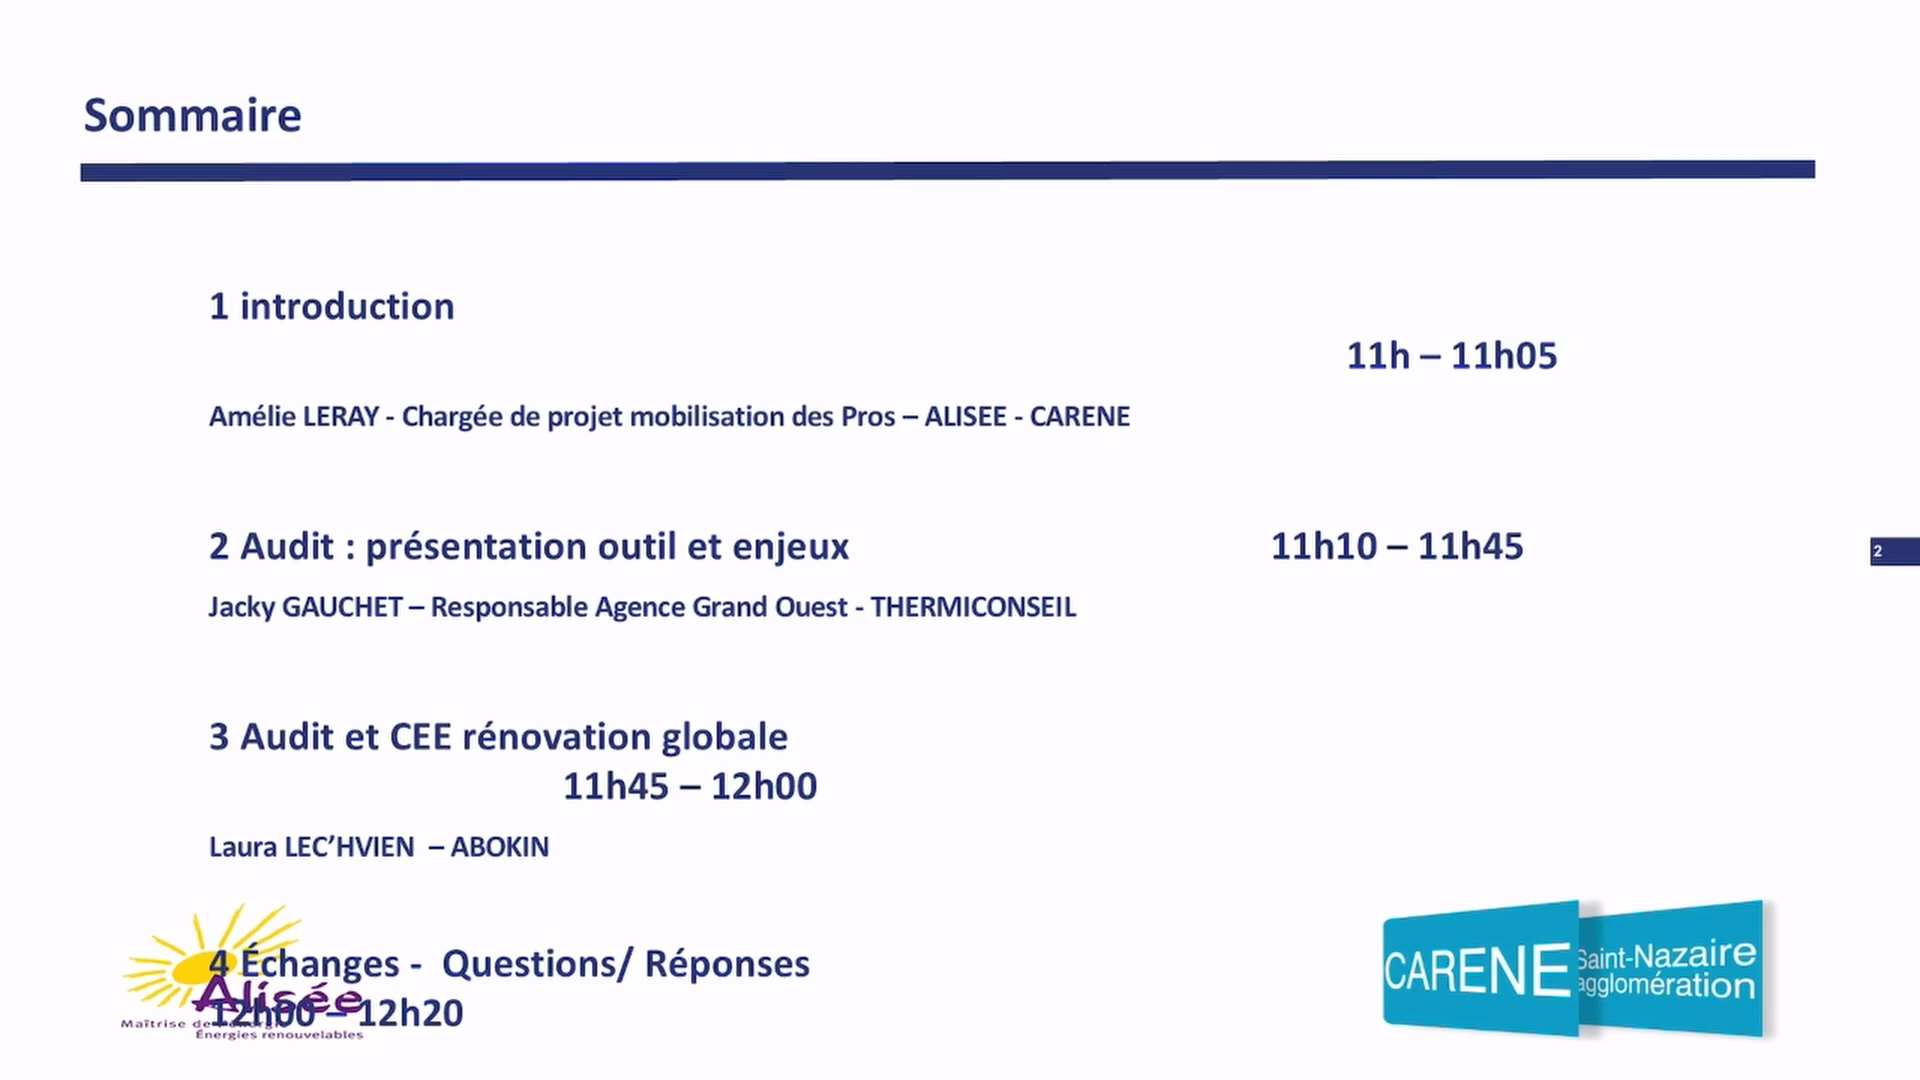 Sommaire
1 introduction
11h – 11h05
Amélie LERAY - Chargée de projet mobilisation des Pros – ALISEE - CARENE
2 Audit : présentation outil et enjeux 11h10 – 11h45
2
Jacky GAUCHET – Responsable Agence Grand Ouest - THERMICONSEIL
3 Audit et CEE rénovation globale
11h45 – 12h00
Laura LEC’HVIEN – ABOKIN
4 Échanges - Questions/ Réponses
12h00 – 12h20
Alisée
Maîtrise de l'énergie
Énergies renouvelables
CARENE
Saint-Nazaire
agglomération